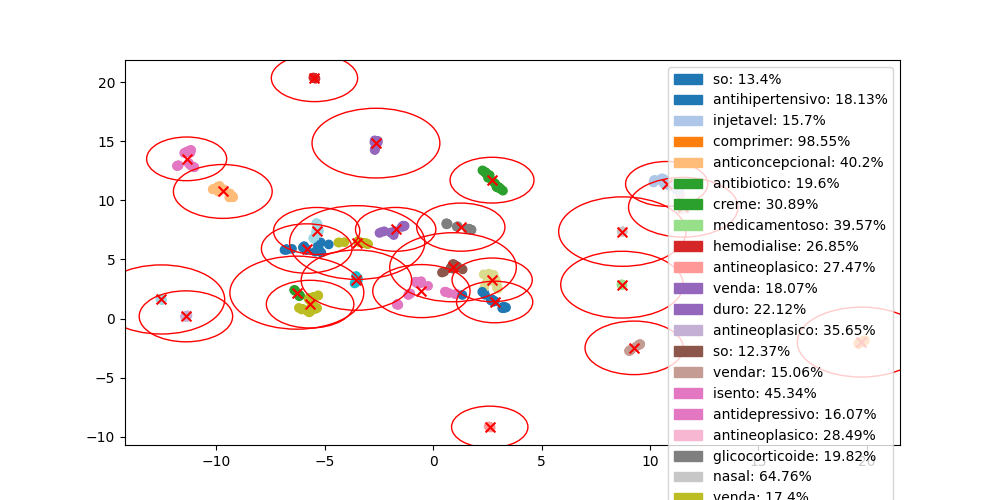 so: 13.4%
antihipertensivo: 18.13%
injetavel: 15.7%
comprimer: 98.55%
anticoncepcional: 40.2%
antibiotico: 19.6%
creme: 30.89%
medicamentoso: 39.57%
hemodialise: 26.85%
antineoplasico: 27.47%
venda: 18.07%
duro: 22.12%
antineoplasico: 35.65%
so: 12.37%
vendar: 15.06%
isento: 45.34%
antidepressivo: 16.07%
antineoplasico: 28.49%
glicocorticoide: 19.82%
nasal: 64.76%
venda: 17.4%
20
15
10
5
0
−5
−10
−10 −5 0 5 10 15 20